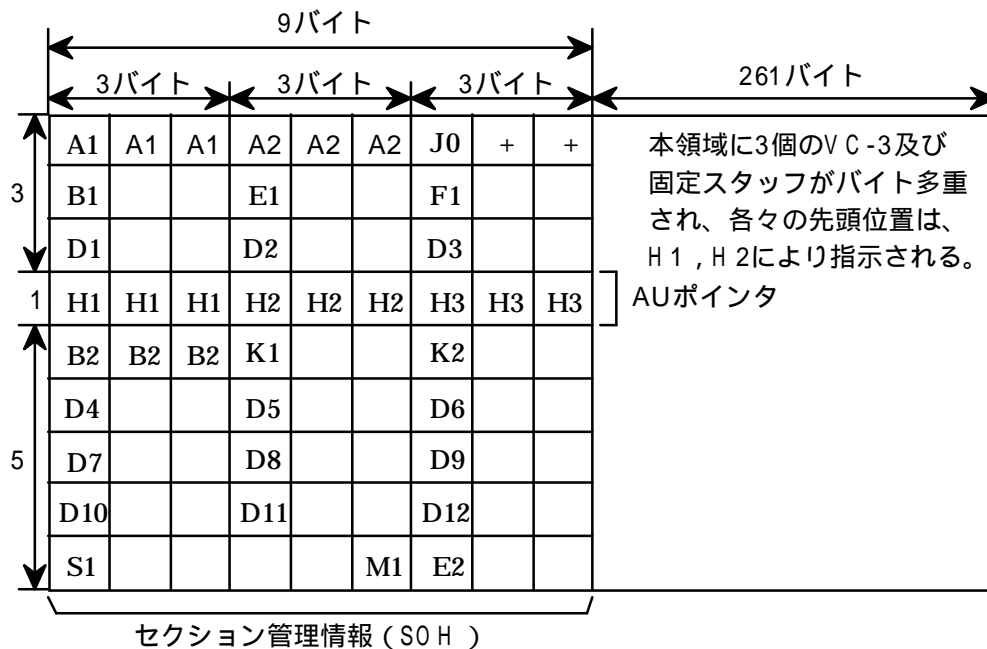 9バイト
3バイト 3バイト 3バイト 261バイト
3
A1 A1 A1 A2 A2 A2 J0 + +
B1 E1 F1
D1 D2 D3
本領域に3個のVC-3及び
固定スタッフがバイト多重
され、各々の先頭位置は、
H1,H2により指示される。
1 H1 H1 H1 H2 H2 H2 H3 H3 H3 AUポインタ
5
B2 B2 B2 K1 K2
D4 D5 D6
D7 D8 D9
D10 D11 D12
S1 M1 E2
セクション管理情報(SOH)